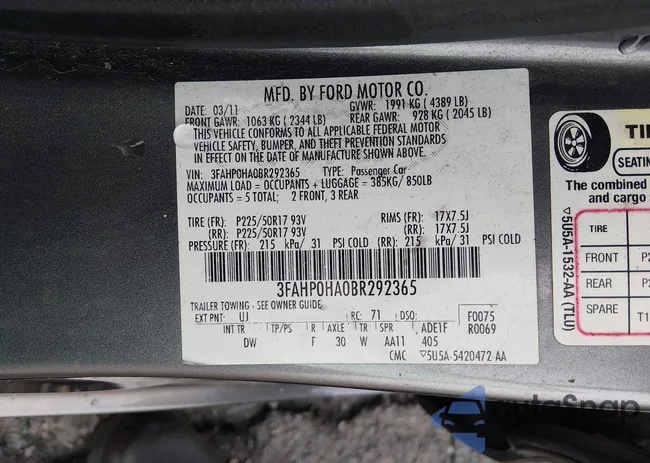 MFD. BY FORD MOTOR CO.
DATE: 03/11 GVWR: 1991 KG ( 4389 LB)
FRONT GAWR: 1063 KG ( 2344 LB) REAR GAWR: 928 KG ( 2045 LB)
THIS VEHICLE CONFORMS TO ALL APPLICABLE FEDERAL MOTOR
VEHICLE SAFETY, BUMPER, AND THEFT PREVENTION STANDARDS
IN EFFECT ON THE DATE OF MANUFACTURE SHOWN ABOVE.
VIN: 3FAHP0HA0BR292365 TYPE: Passenger Car
MAXIMUM LOAD = OCCUPANTS + LUGGAGE = 385KG/ 850LB
OCCUPANTS = 5 TOTAL; 2 FRONT, 3 REAR
TIRE (FR): P225/50R17 93V RIMS (FR): 17X7.5J
(RR): P225/50R17 93V (RR): 17X7.5J
PRESSURE (FR): 215 kPa/ 31 PSI COLD (RR): 215 kPa/ 31 PSI COLD
3FAHP0HA0BR292365
TRAILER TOWING - SEE OWNER GUIDE
EXT PNT: UJ RC: 71 DSO: F0075
INT TR TP/PS R AXLE TR SPR ADE1F R0069
DW F 30 W AA11 405
CMC ▽5U5A-5420472 AA
TI
SEATIN
The combined
and cargo
TIRE
FRONT P2
REAR P2
SPARE T1
▽5U5A-1532-AA (TLU)
autoSnap